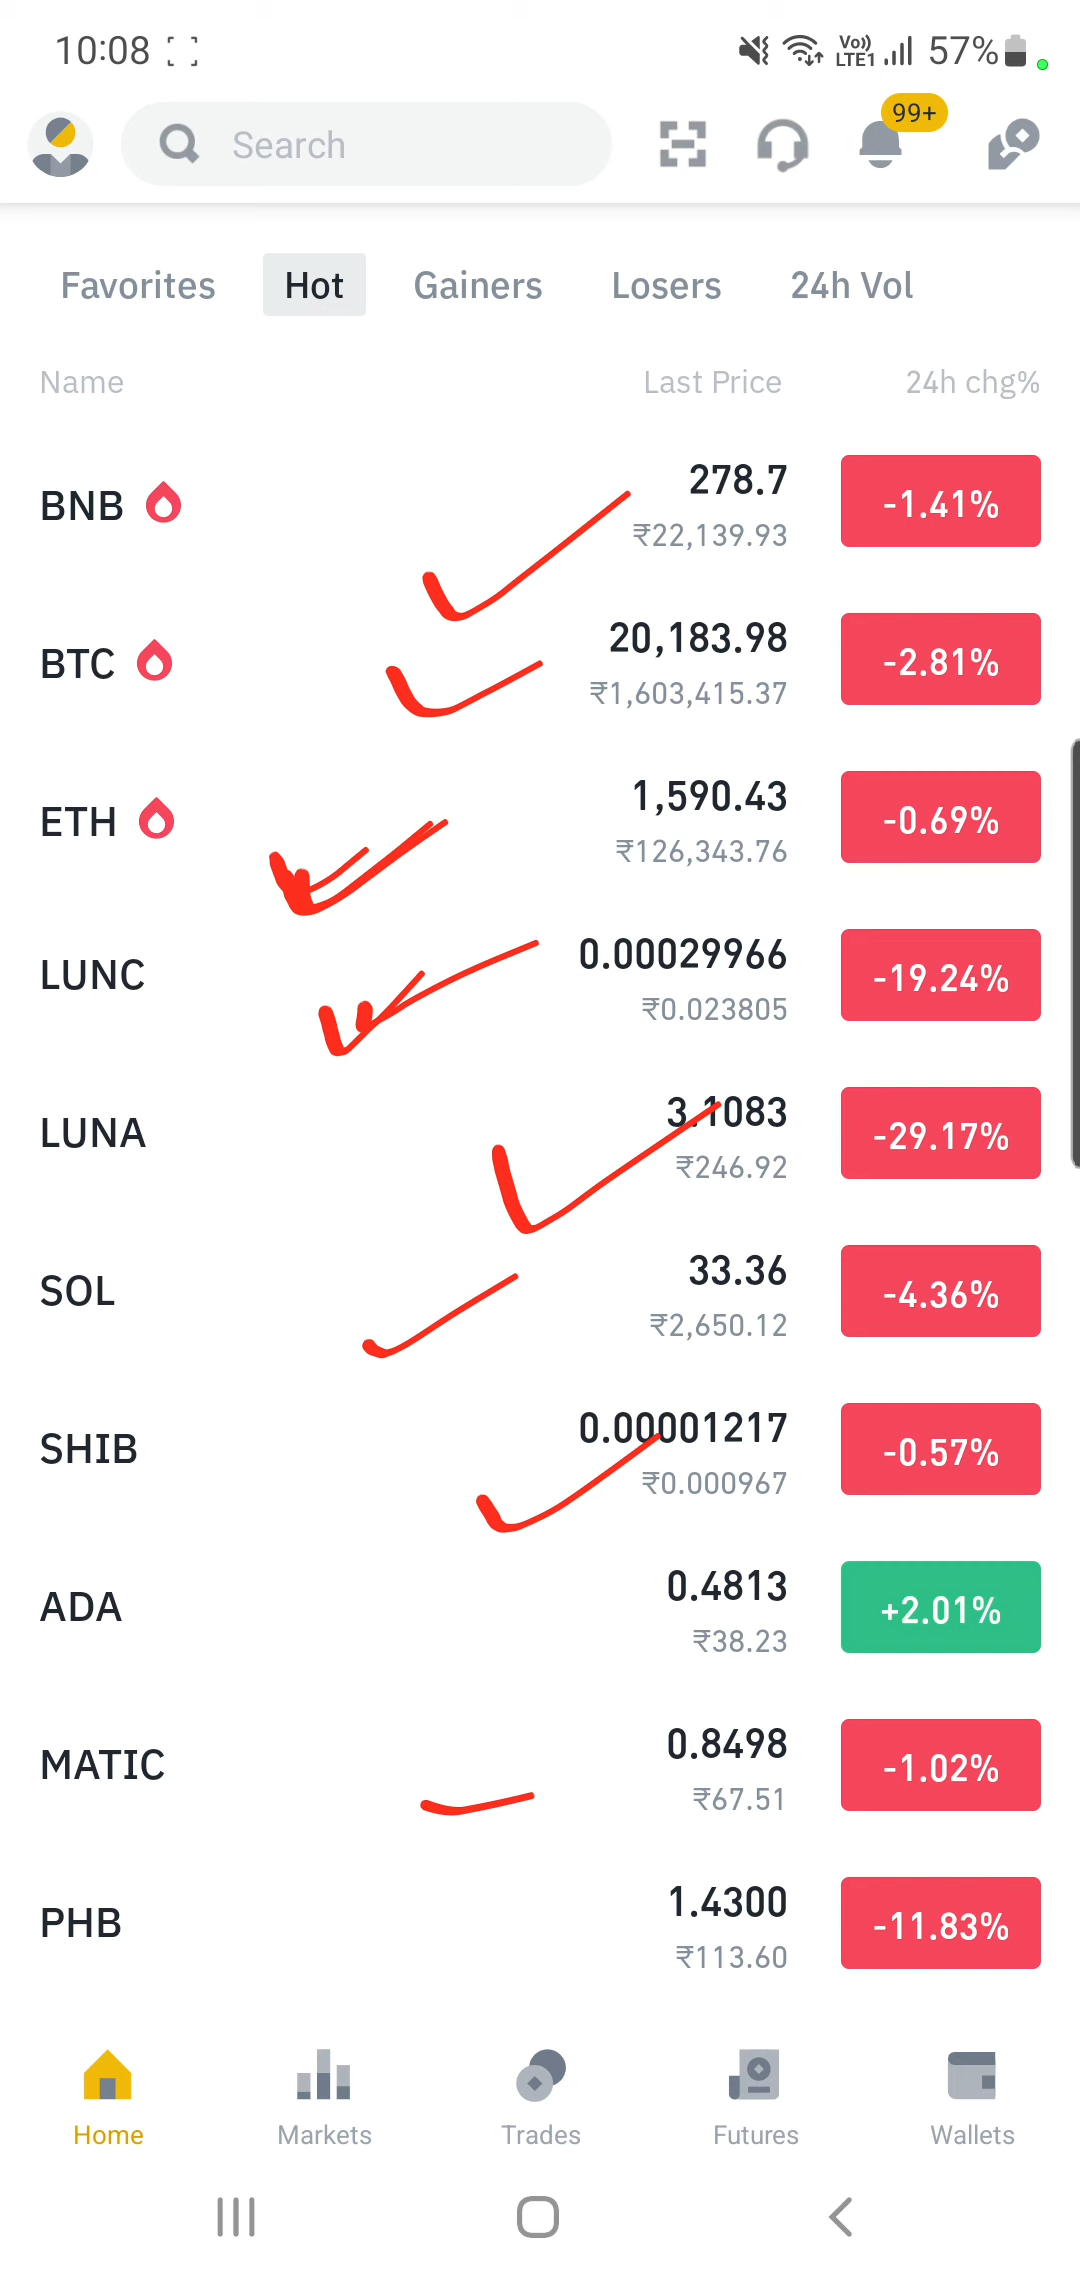 10:08 Vo)) LTE1 57%
99+
Search
Favorites Hot Gainers Losers 24h Vol
Name Last Price 24h chg%
BNB 278.7 -1.41%
₹22,139.93
BTC 20,183.98 -2.81%
₹1,603,415.37
ETH 1,590.43 -0.69%
₹126,343.76
LUNC 0.00029966 -19.24%
₹0.023805
LUNA 3.1083 -29.17%
₹246.92
SOL 33.36 -4.36%
₹2,650.12
SHIB 0.00001217 -0.57%
₹0.000967
ADA 0.4813 +2.01%
₹38.23
MATIC 0.8498 -1.02%
₹67.51
PHB 1.4300 -11.83%
₹113.60
Home Markets Trades Futures Wallets